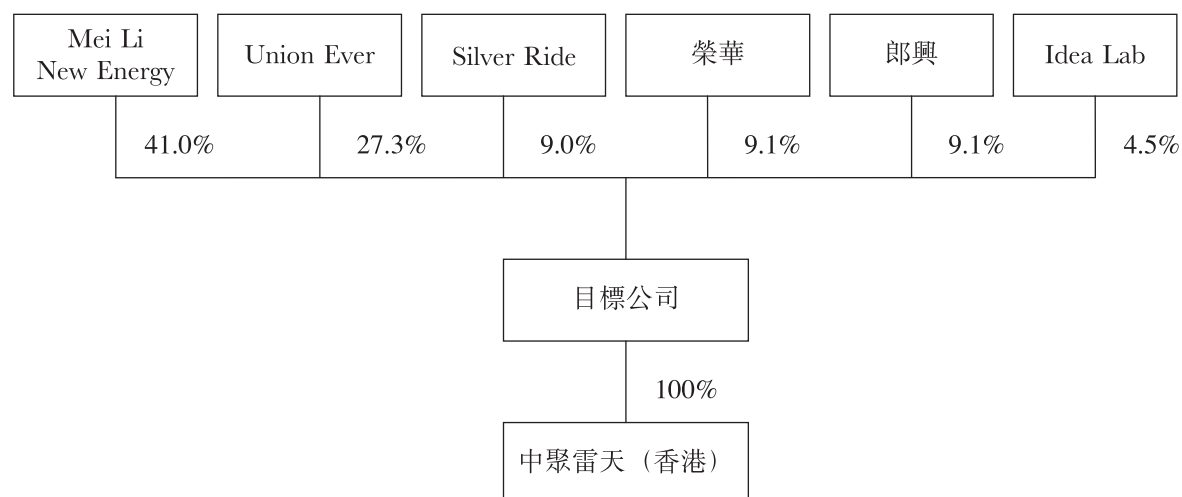 Mei Li
New Energy
Union Ever
Silver Ride
榮華
郎興
Idea Lab
41.0%
27.3%
9.0%
9.1%
9.1%
4.5%
目標公司
100%
中聚雷天（香港）